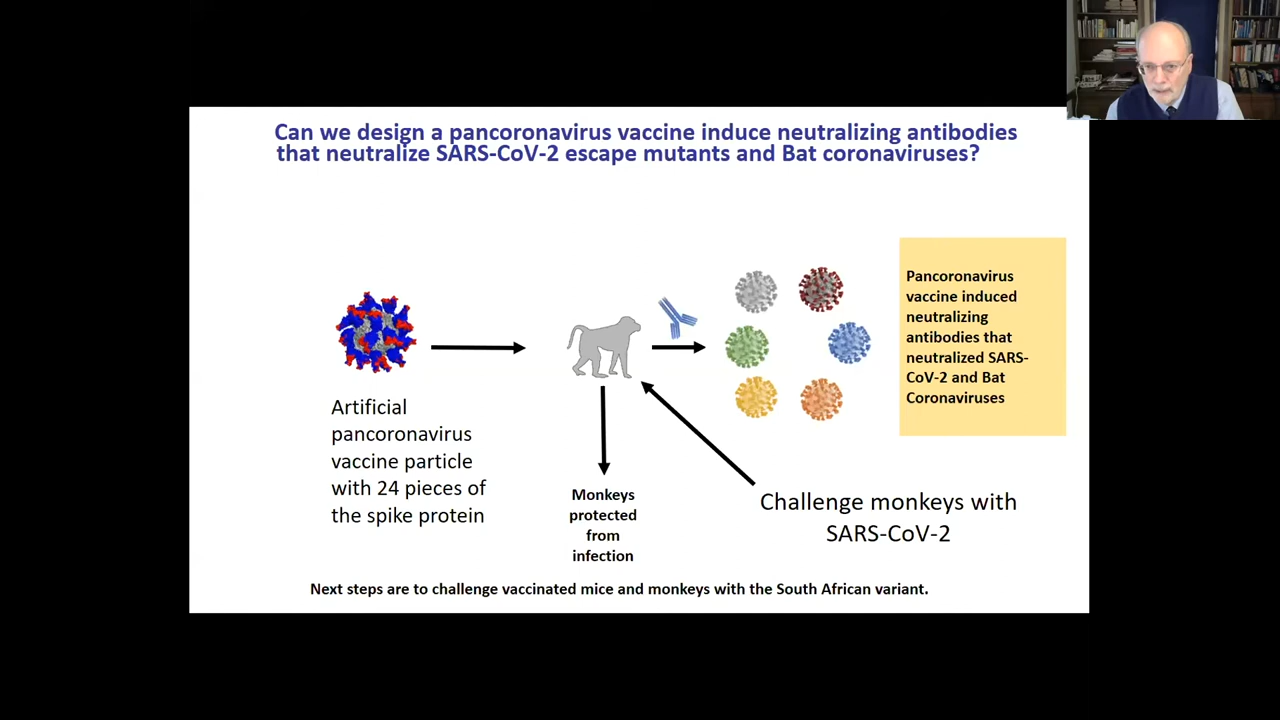 Can we design a pancoronavirus vaccine induce neutralizing antibodies
that neutralize SARS-CoV-2 escape mutants and Bat coronaviruses?
Pancoronavirus
vaccine induced
neutralizing
antibodies that
neutralized SARS-
CoV-2 and Bat
Coronaviruses
Artificial
pancoronavirus
vaccine particle
with 24 pieces of
the spike protein
Monkeys
protected
from
infection
Challenge monkeys with
SARS-CoV-2
Next steps are to challenge vaccinated mice and monkeys with the South African variant.